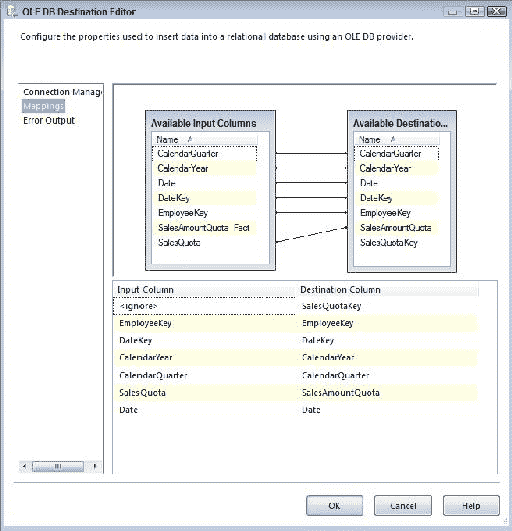 OLE DB Destination Editor
Configure the properties used to insert data into a relational database using an OLE DB provider.
Connection Manag
Mappings
Error Output
Available Input Columns
Name
CalendarQuarter
CalendarYear
Date
DateKey
EmployeeKey
SalesAmountQuota_Fact
SalesQuota
Available Destinatio...
Name
CalendarQuarter
CalendarYear
Date
DateKey
EmployeeKey
SalesAmountQuota
SalesQuotaKey
Input Column Destination Column
<ignore> SalesQuotaKey
EmployeeKey EmployeeKey
DateKey DateKey
CalendarYear CalendarYear
CalendarQuarter CalendarQuarter
SalesQuota SalesAmountQuota
Date Date
OK Cancel Help